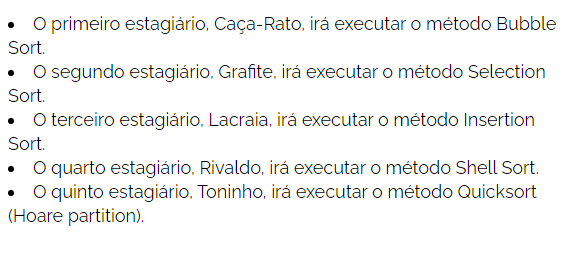 • O primeiro estagiário, Caça-Rato, irá executar o método Bubble
Sort.
• O segundo estagiário, Grafite, irá executar o método Selection
Sort.
• O terceiro estagiário, Lacraia, irá executar o método Insertion
Sort.
• O quarto estagiário, Rivaldo, irá executar o método Shell Sort.
• O quinto estagiário, Toninho, irá executar o método Quicksort
(Hoare partition).